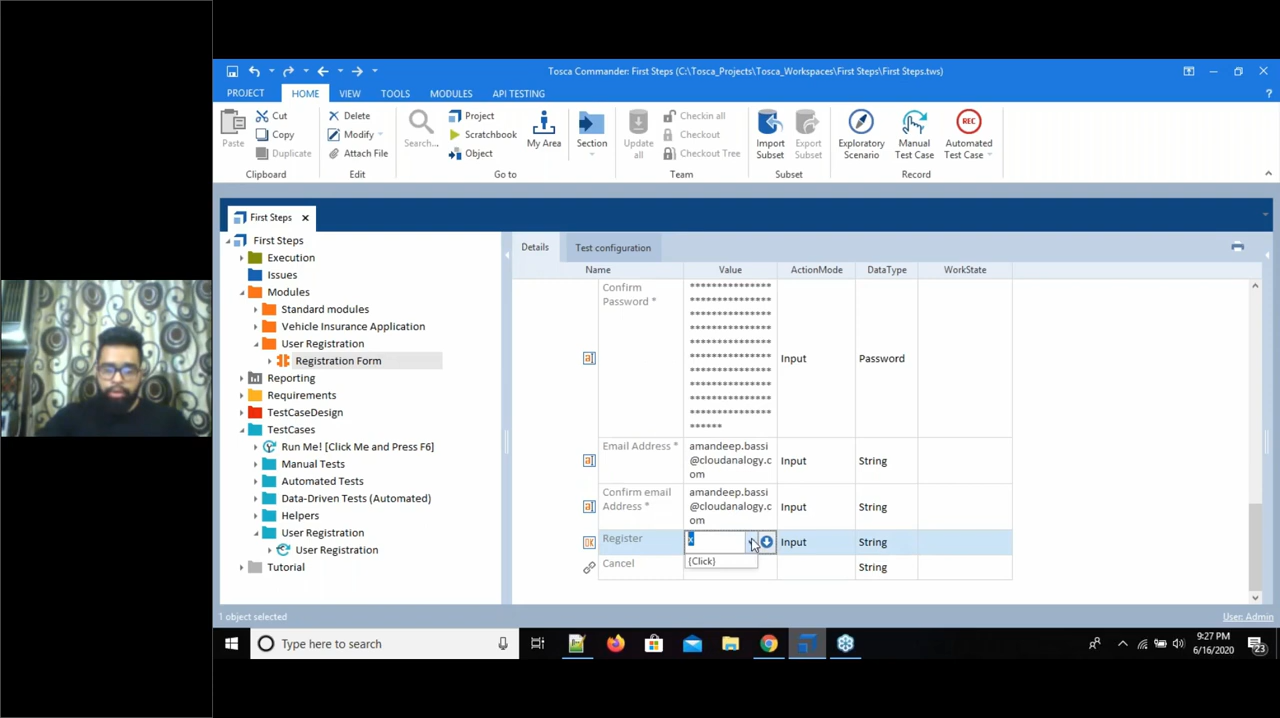 Tosca Commander: First Steps (C:\Tosca_Projects\Tosca_Workspaces\First Steps\First Steps.tws)
PROJECT HOME VIEW TOOLS MODULES API TESTING ?
Paste Cut Copy Duplicate
Clipboard
Delete Modify Attach File
Edit
Search... Project Scratchbook Object My Area Section
Go to
Update all Checkin all Checkout Checkout Tree
Team
Import Subset Export Subset
Subset
Exploratory Scenario Manual Test Case REC Automated Test Case
Record
First Steps x
First Steps
Execution
Issues
Modules
Standard modules
Vehicle Insurance Application
User Registration
Registration Form
Reporting
Requirements
TestCaseDesign
TestCases
Run Me! [Click Me and Press F6]
Manual Tests
Automated Tests
Data-Driven Tests (Automated)
Helpers
User Registration
User Registration
Tutorial
Details Test configuration
Name Value ActionMode DataType WorkState
Confirm
Password *
***************
***************
***************
***************
***************
***************
***************
***************
***************
***************
******
Input Password
Email Address *
amandeep.bassi
@cloudanalogy.c
om
Input String
Confirm email
Address *
amandeep.bassi
@cloudanalogy.c
om
Input String
OK Register x Input String
{Click}
Cancel String
1 object selected User: Admin
Type here to search
9:27 PM
6/16/2020
23